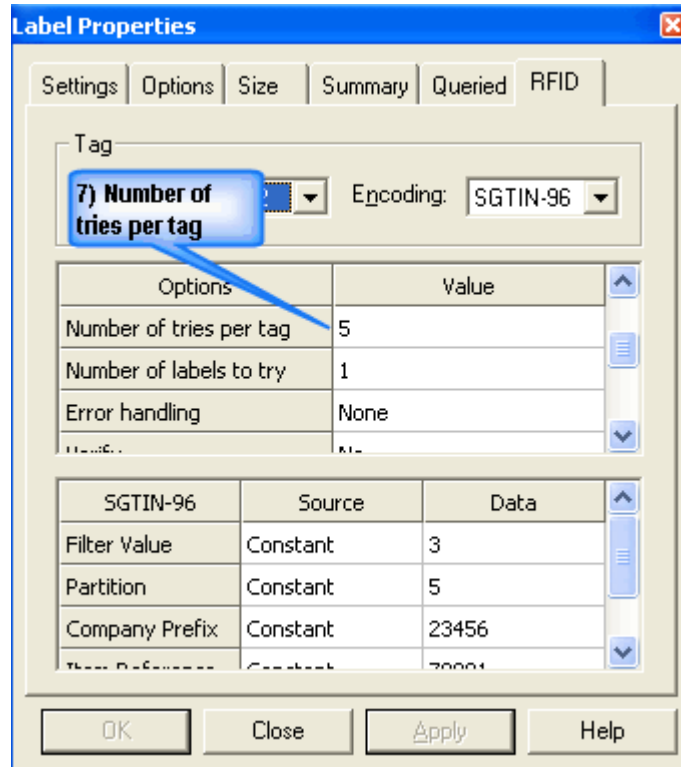 Label Properties
Settings Options Size Summary Queried RFID
Tag
7) Number of
tries per tag
2 Encoding: SGTIN-96
Options Value
Number of tries per tag 5
Number of labels to try 1
Error handling None
SGTIN-96 Source Data
Filter Value Constant 3
Partition Constant 5
Company Prefix Constant 23456
OK Close Apply Help